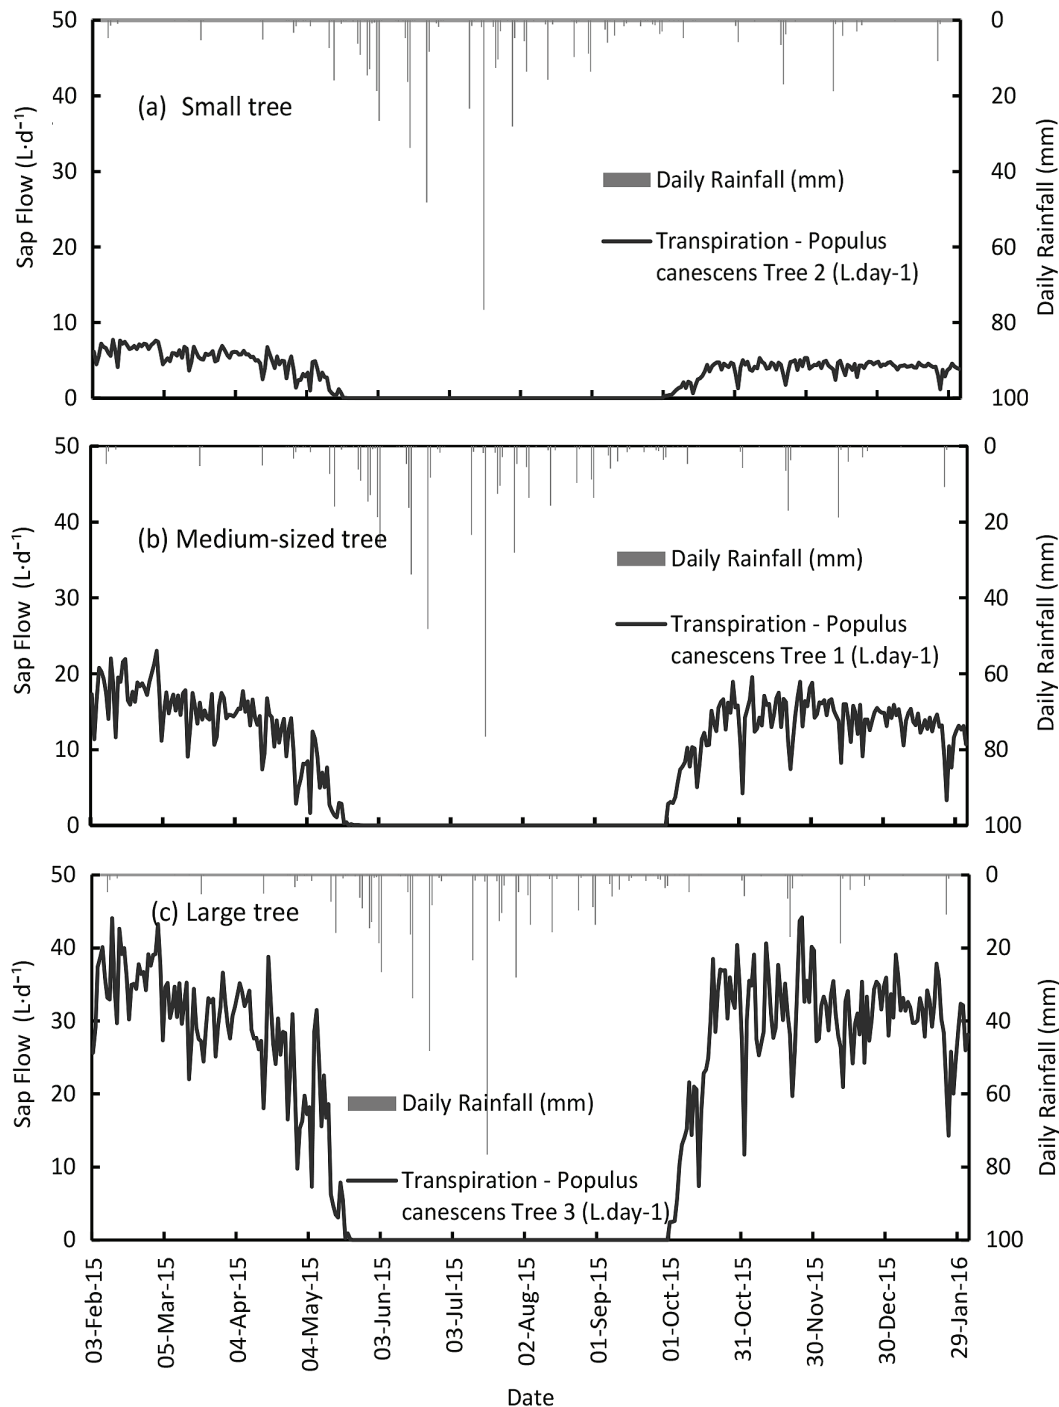 50
40
30
20
10
0
Sap Flow (L·d⁻¹)
(a) Small tree
Daily Rainfall (mm)
Transpiration - Populus
canescens Tree 2 (L.day-1)
0
20
40
60
80
100
Daily Rainfall (mm)
50
40
30
20
10
0
Sap Flow (L·d⁻¹)
(b) Medium-sized tree
Daily Rainfall (mm)
Transpiration - Populus
canescens Tree 1 (L.day-1)
0
20
40
60
80
100
Daily Rainfall (mm)
50
40
30
20
10
0
Sap Flow (L·d⁻¹)
(c) Large tree
Daily Rainfall (mm)
Transpiration - Populus
canescens Tree 3 (L.day-1)
0
20
40
60
80
100
Daily Rainfall (mm)
03-Feb-15
05-Mar-15
04-Apr-15
04-May-15
03-Jun-15
03-Jul-15
02-Aug-15
01-Sep-15
01-Oct-15
31-Oct-15
30-Nov-15
30-Dec-15
29-Jan-16
Date